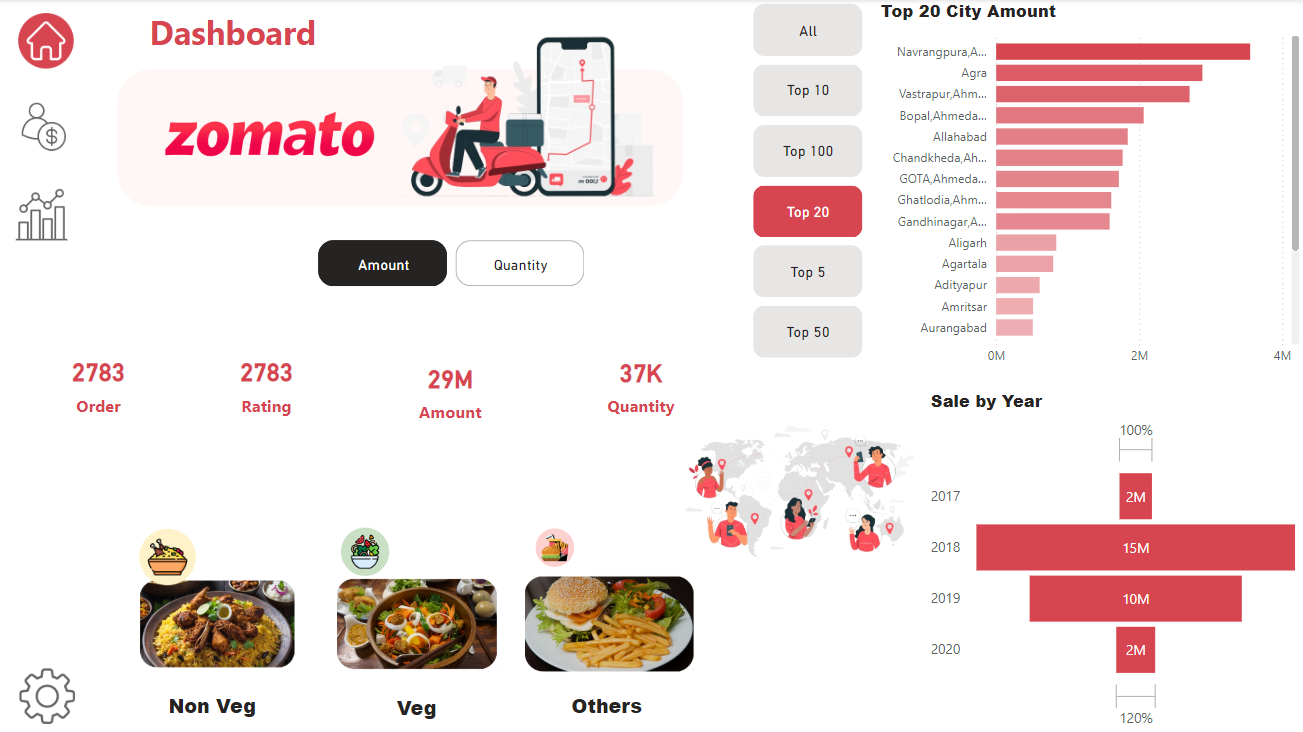 Dashboard
zomato
Amount
Quantity
All
Top 10
Top 100
Top 20
Top 5
Top 50
Top 20 City Amount
Navrangpura,A...
Agra
Vastrapur,Ahm...
Bopal,Ahmeda...
Allahabad
Chandkheda,Ah...
GOTA,Ahmeda...
Ghatlodia,Ahm...
Gandhinagar,A...
Aligarh
Agartala
Adityapur
Amritsar
Aurangabad
0M 2M 4M
2783
Order
2783
Rating
29M
Amount
37K
Quantity
Sale by Year
100%
2017 2M
2018 15M
2019 10M
2020 2M
120%
Non Veg
Veg
Others